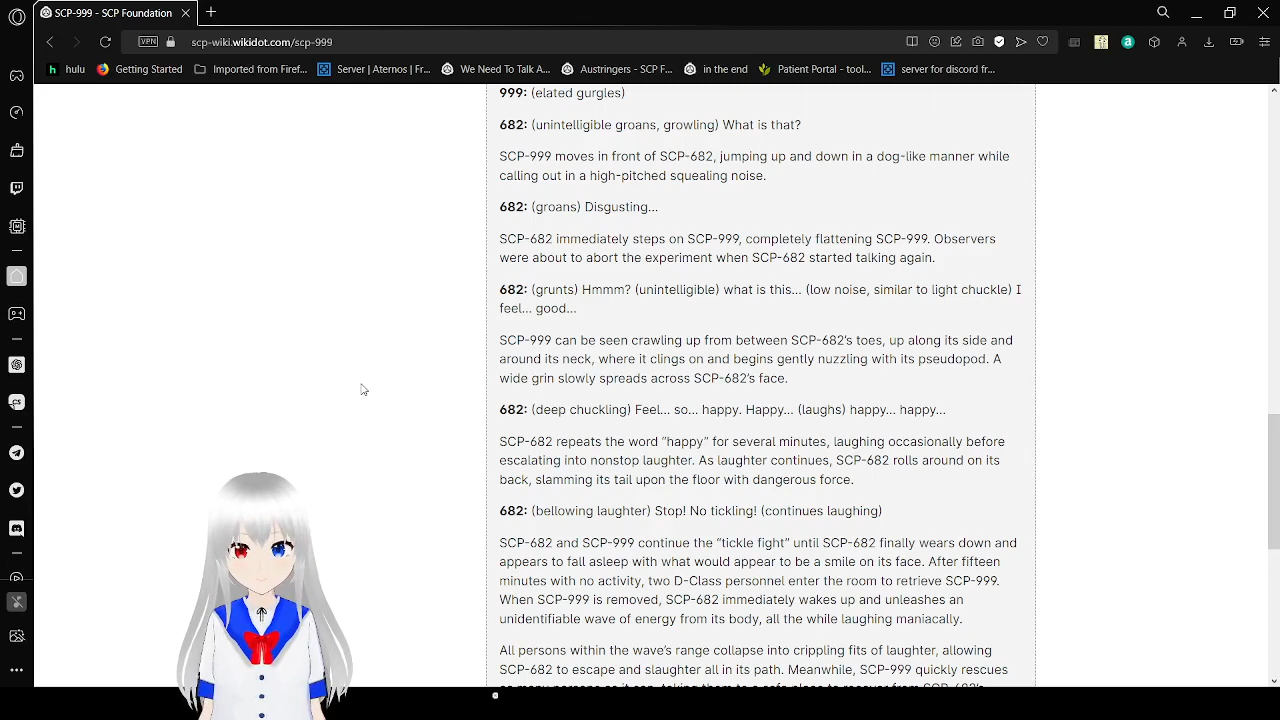 SCP-999 - SCP Foundation
VPN
scp-wiki.wikidot.com/scp-999
hulu
Getting Started
Imported from Firef...
Server | Aternos | Fr...
We Need To Talk A...
Austringers - SCP F...
in the end
Patient Portal - tool...
server for discord fr...
999: (elated gurgles)
682: (unintelligible groans, growling) What is that?
SCP-999 moves in front of SCP-682, jumping up and down in a dog-like manner while
calling out in a high-pitched squealing noise.
682: (groans) Disgusting…
SCP-682 immediately steps on SCP-999, completely flattening SCP-999. Observers
were about to abort the experiment when SCP-682 started talking again.
682: (grunts) Hmmm? (unintelligible) what is this… (low noise, similar to light chuckle) I
feel… good…
SCP-999 can be seen crawling up from between SCP-682’s toes, up along its side and
around its neck, where it clings on and begins gently nuzzling with its pseudopod. A
wide grin slowly spreads across SCP-682’s face.
682: (deep chuckling) Feel… so… happy. Happy… (laughs) happy… happy…
SCP-682 repeats the word “happy” for several minutes, laughing occasionally before
escalating into nonstop laughter. As laughter continues, SCP-682 rolls around on its
back, slamming its tail upon the floor with dangerous force.
682: (bellowing laughter) Stop! No tickling! (continues laughing)
SCP-682 and SCP-999 continue the “tickle fight” until SCP-682 finally wears down and
appears to fall asleep with what would appear to be a smile on its face. After fifteen
minutes with no activity, two D-Class personnel enter the room to retrieve SCP-999.
When SCP-999 is removed, SCP-682 immediately wakes up and unleashes an
unidentifiable wave of energy from its body, all the while laughing maniacally.
All persons within the wave’s range collapse into crippling fits of laughter, allowing
SCP-682 to escape and slaughter all in its path. Meanwhile, SCP-999 quickly rescues